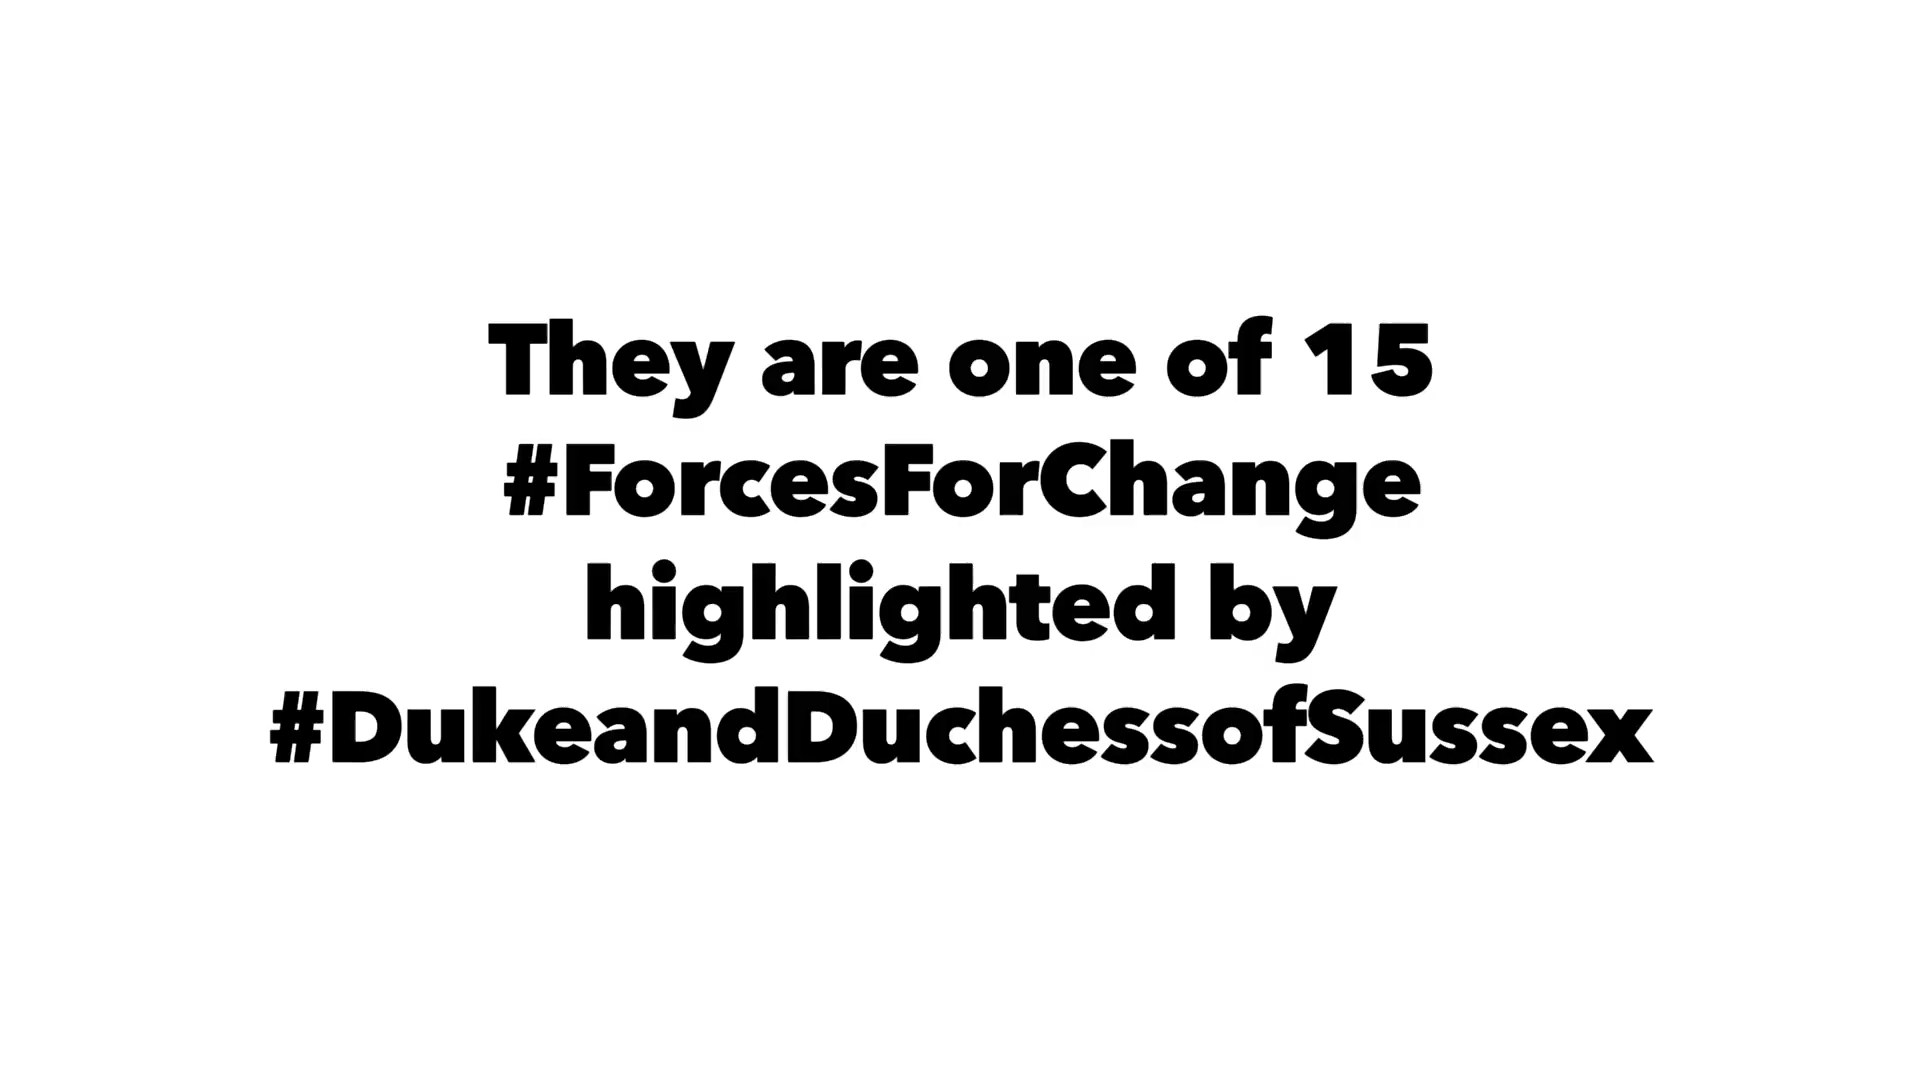 They are one of 15
#ForcesForChange
highlighted by
#DukeandDuchessofSussex